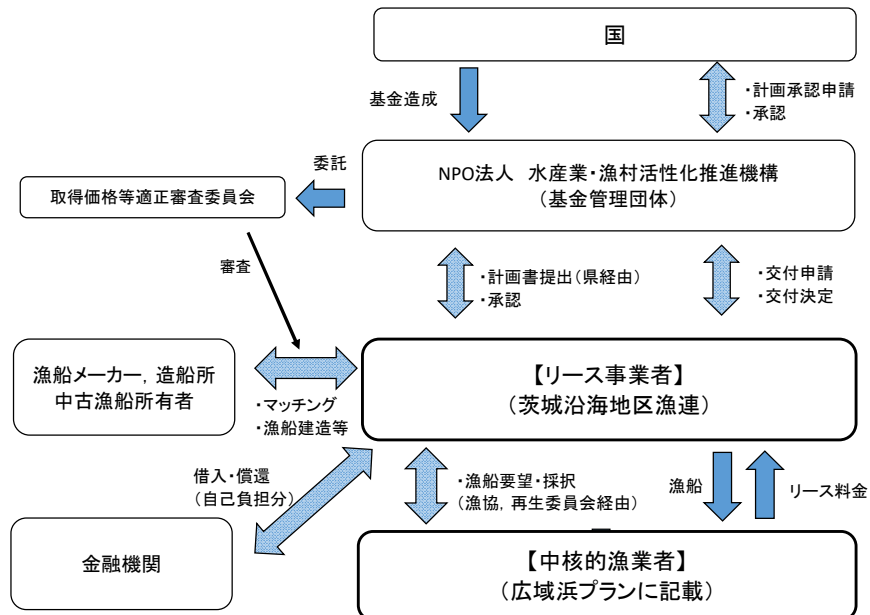 国
基金造成
・計画承認申請
・承認
委託
NPO法人 水産業・漁村活性化推進機構
（基金管理団体）
取得価格等適正審査委員会
審査
・計画書提出（県経由）
・承認
・交付申請
・交付決定
漁船メーカー，造船所
中古漁船所有者
・マッチング
・漁船建造等
【リース事業者】
（茨城沿海地区漁連）
借入・償還
（自己負担分）
・漁船要望・採択
（漁協，再生委員会経由）
漁船
リース料金
金融機関
【中核的漁業者】
（広域浜プランに記載）